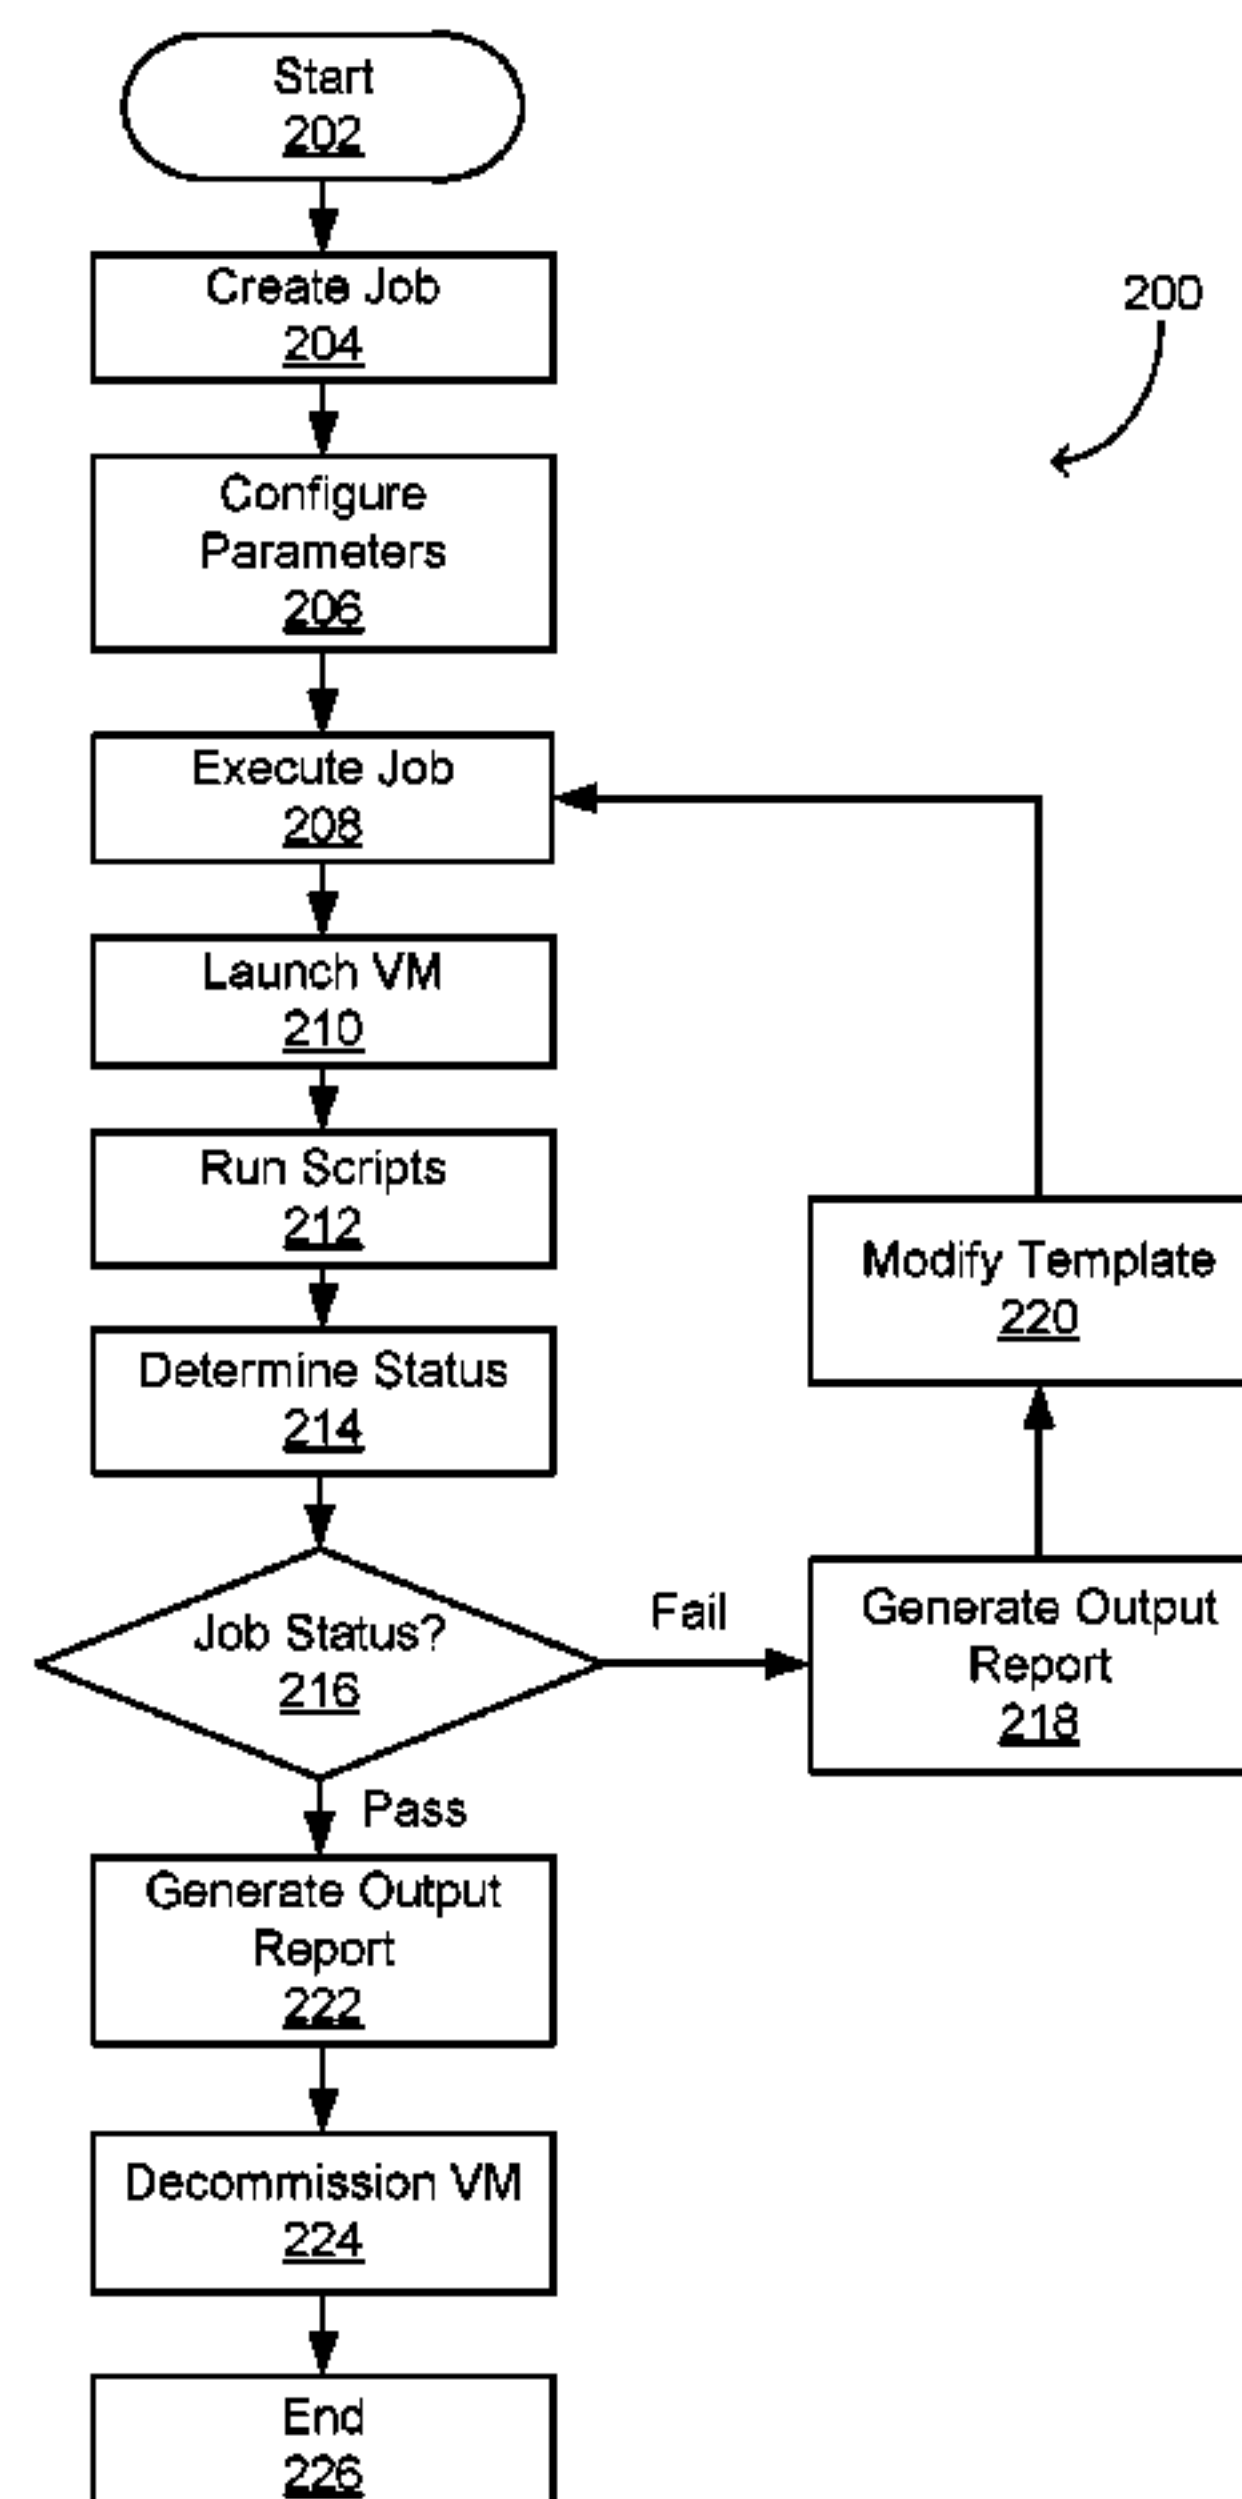 Start
202
Create Job
204
200
Configure
Parameters
206
Execute Job
208
Launch VM
210
Run Scripts
212
Determine Status
214
Modify Template
220
Job Status?
216
Fail
Generate Output
Report
218
Pass
Generate Output
Report
222
Decommission VM
224
End
226